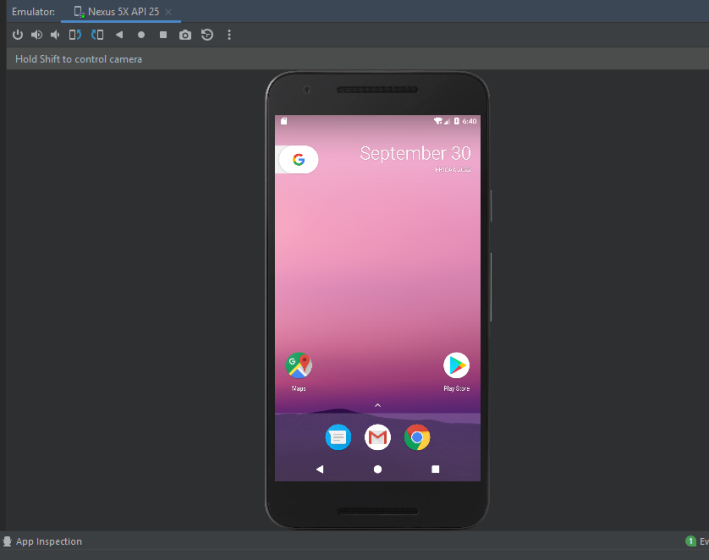 Emulator: Nexus 5X API 25
Hold Shift to control camera
6:40
G
September 30
Maps
Play Store
App Inspection
1 Ev